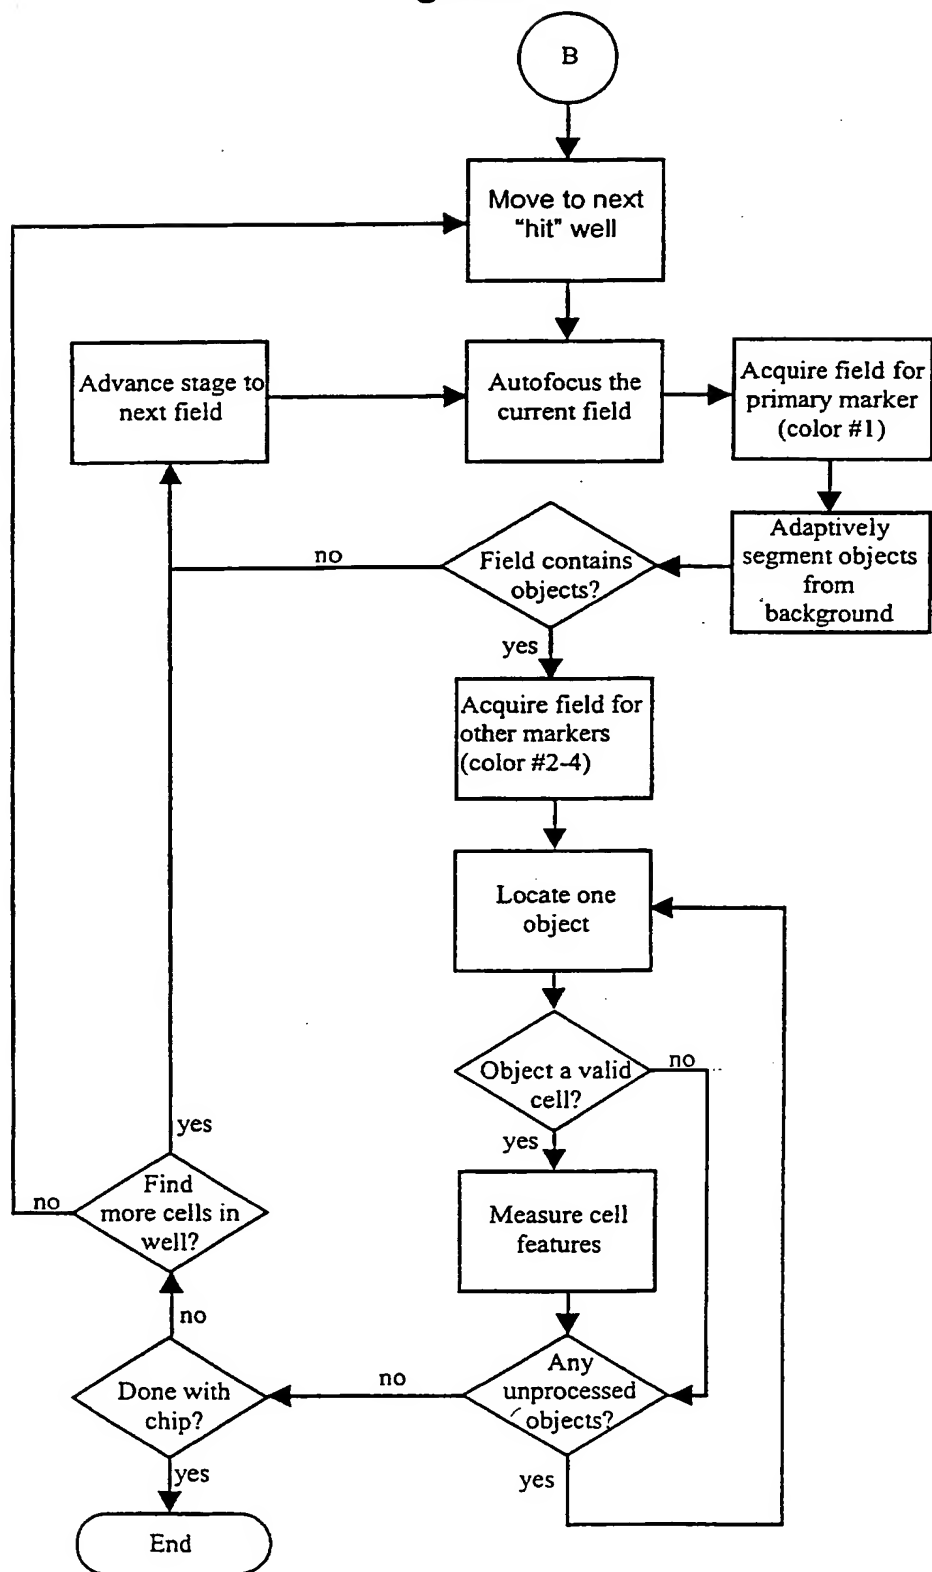 B
Move to next
"hit" well
Advance stage to
next field
Autofocus the
current field
Acquire field for
primary marker
(color #1)
Adaptively
segment objects
from
background
Field contains
objects?
no
yes
Acquire field for
other markers
(color #2-4)
Locate one
object
Object a valid
cell?
no
yes
Measure cell
features
Any
unprocessed
objects?
yes
no
Done with
chip?
no
yes
Find
more cells in
well?
yes
no
End